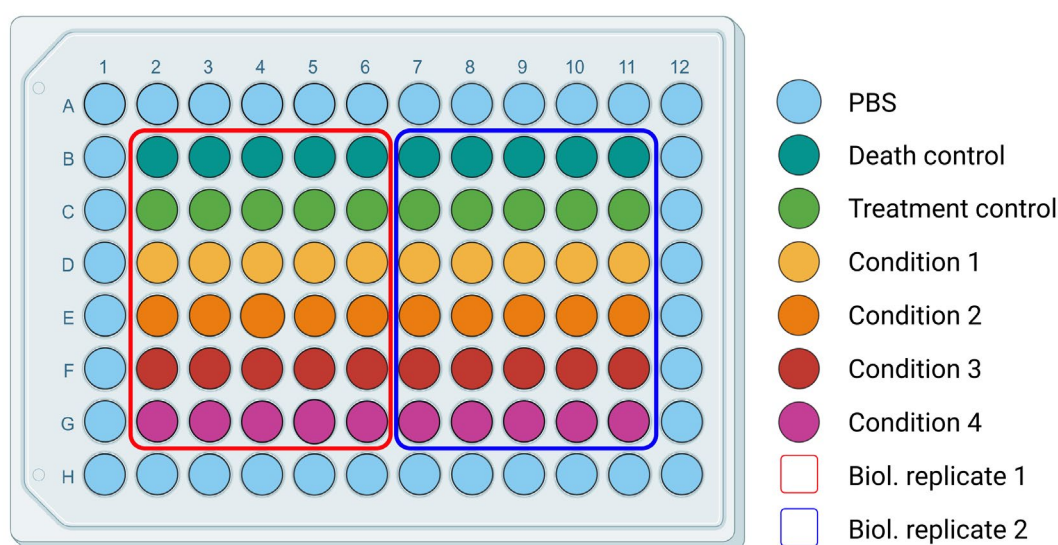 1 2 3 4 5 6 7 8 9 10 11 12
A
B
C
D
E
F
G
H
PBS
Death control
Treatment control
Condition 1
Condition 2
Condition 3
Condition 4
Biol. replicate 1
Biol. replicate 2